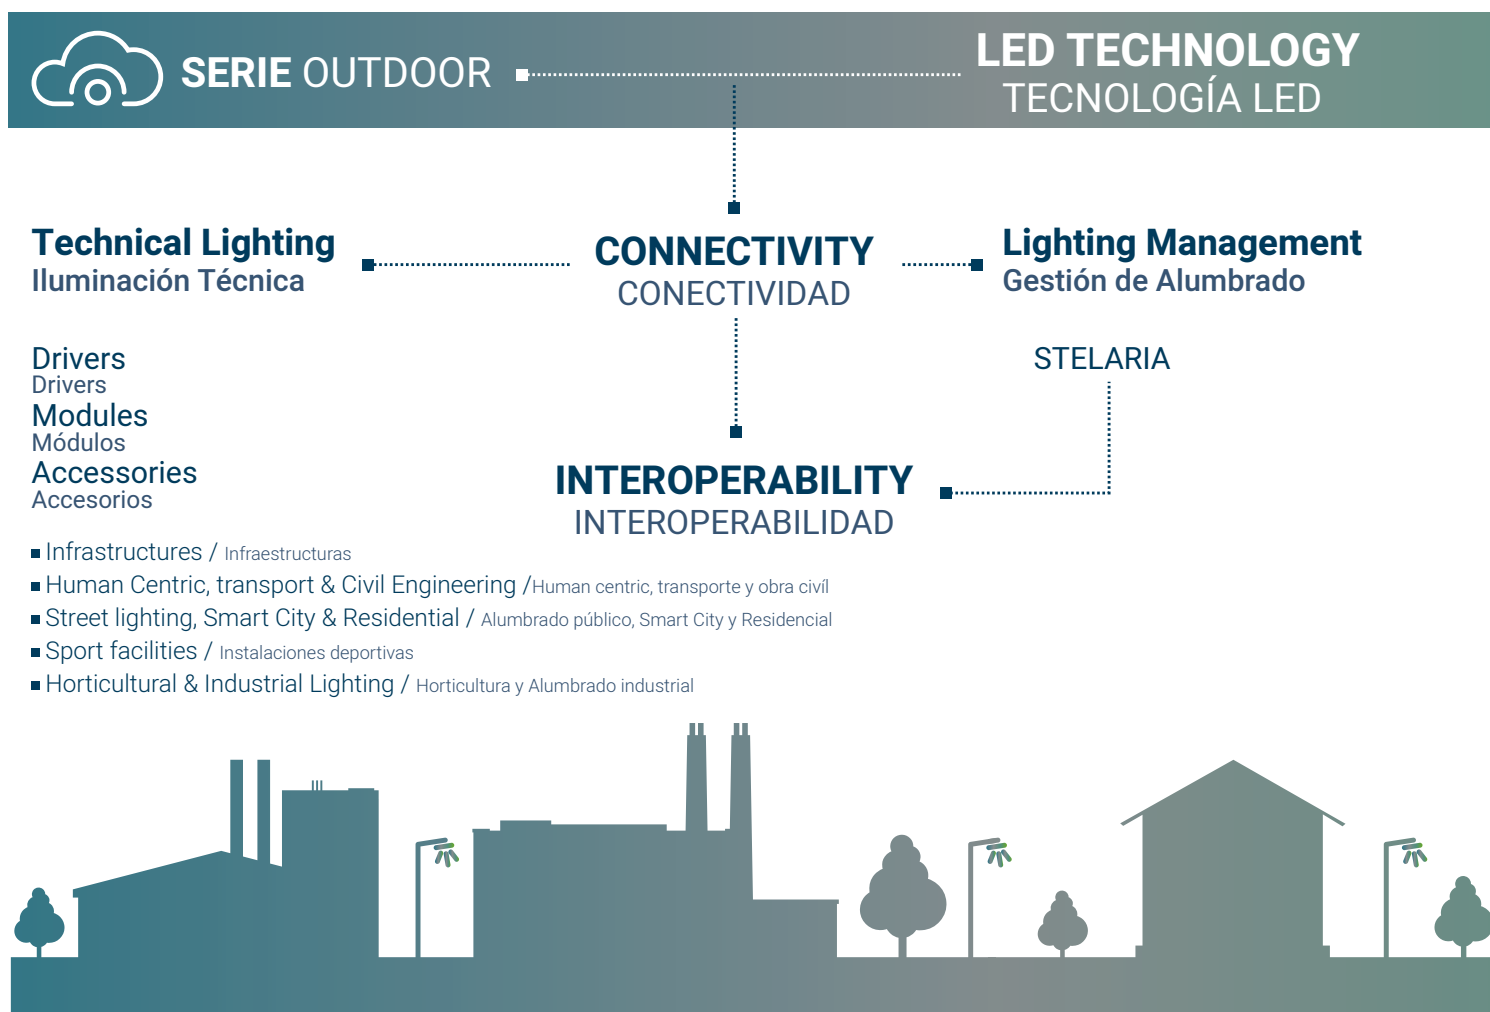 SERIE OUTDOOR
LED TECHNOLOGY
TECNOLOGÍA LED
Technical Lighting
Iluminación Técnica
CONNECTIVITY
CONECTIVIDAD
Lighting Management
Gestión de Alumbrado
Drivers
Drivers
Modules
Módulos
Accessories
Accesorios
STELARIA
INTEROPERABILITY
INTEROPERABILIDAD
Infrastructures / Infraestructuras
Human Centric, transport & Civil Engineering /Human centric, transporte y obra civíl
Street lighting, Smart City & Residential / Alumbrado público, Smart City y Residencial
Sport facilities / Instalaciones deportivas
Horticultural & Industrial Lighting / Horticultura y Alumbrado industrial